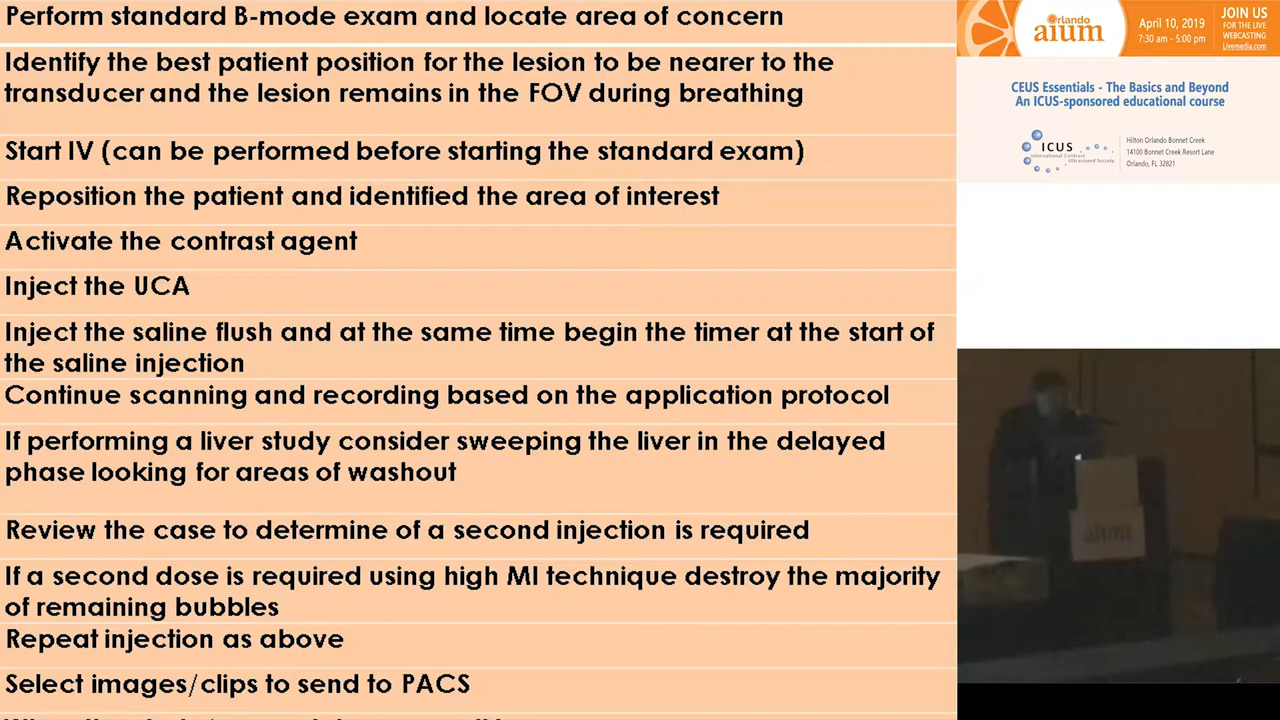 Perform standard B-mode exam and locate area of concern
Identify the best patient position for the lesion to be nearer to the
transducer and the lesion remains in the FOV during breathing
Start IV (can be performed before starting the standard exam)
Reposition the patient and identified the area of interest
Activate the contrast agent
Inject the UCA
Inject the saline flush and at the same time begin the timer at the start of
the saline injection
Continue scanning and recording based on the application protocol
If performing a liver study consider sweeping the liver in the delayed
phase looking for areas of washout
Review the case to determine of a second injection is required
If a second dose is required using high MI technique destroy the majority
of remaining bubbles
Repeat injection as above
Select images/clips to send to PACS
Orlando
aium
April 10, 2019
7:30 am - 5:00 pm
JOIN US
FOR THE LIVE
WEBCASTING
Livemedia.com
CEUS Essentials - The Basics and Beyond
An ICUS-sponsored educational course
ICUS
International Contrast
Ultrasound Society
Hilton Orlando Bonnet Creek
14100 Bonnet Creek Resort Lane
Orlando, FL 32821
aium